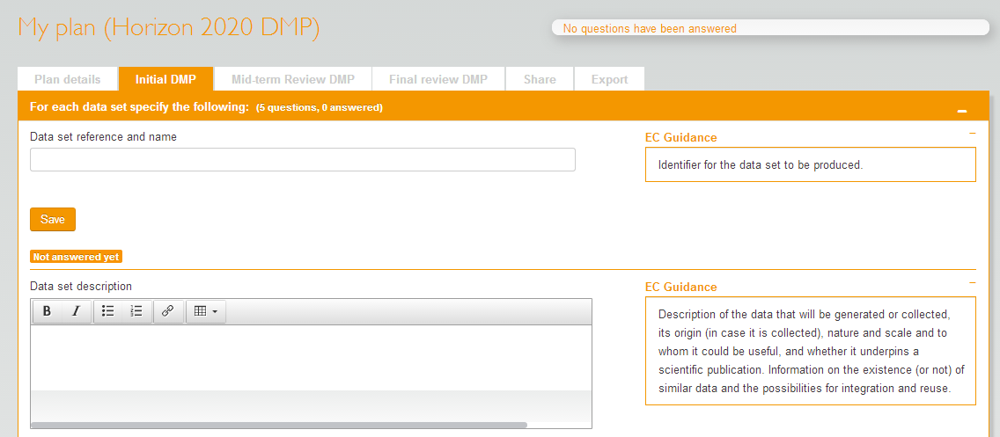 My plan (Horizon 2020 DMP)
No questions have been answered
Plan details Initial DMP Mid-term Review DMP Final review DMP Share Export
For each data set specify the following: (5 questions, 0 answered)
Data set reference and name
EC Guidance
Identifier for the data set to be produced.
Save
Not answered yet
Data set description
EC Guidance
B I
Description of the data that will be generated or collected,
its origin (in case it is collected), nature and scale and to
whom it could be useful, and whether it underpins a
scientific publication. Information on the existence (or not) of
similar data and the possibilities for integration and reuse.